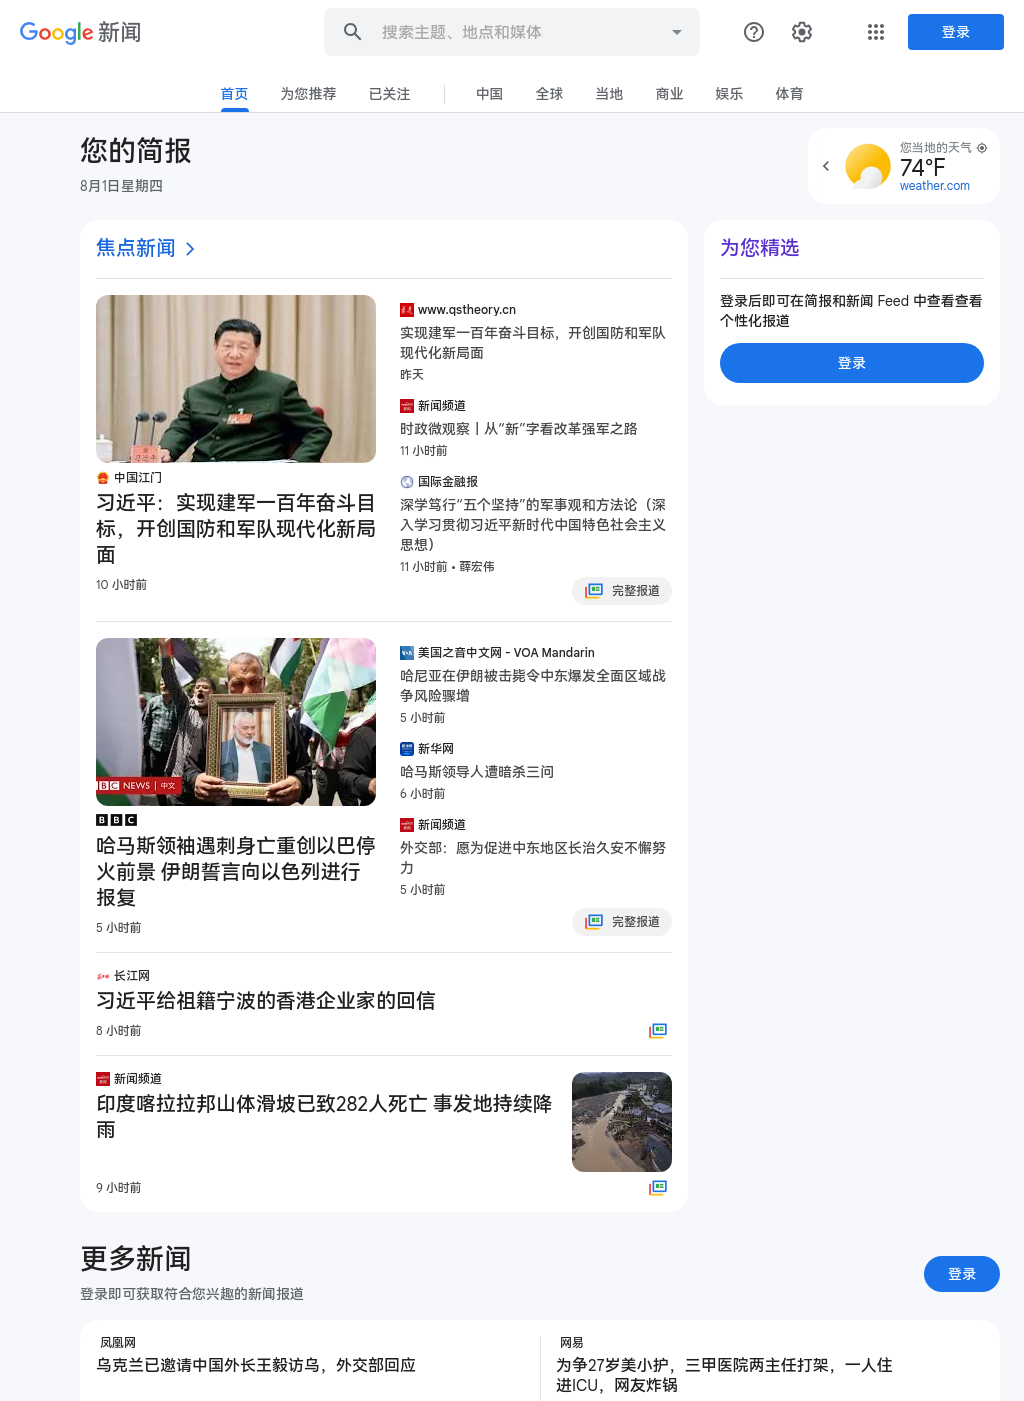 Google 新闻
搜索主题、地点和媒体
登录
首页
为您推荐
已关注
中国
全球
当地
商业
娱乐
体育
您的简报
8月1日星期四
您当地的天气
74°F
weather.com
焦点新闻
习近平
中国江门
习近平：实现建军一百年奋斗目
标，开创国防和军队现代化新局
面
10 小时前
www.qstheory.cn
实现建军一百年奋斗目标，开创国防和军队
现代化新局面
昨天
新闻频道
时政微观察丨从“新”字看改革强军之路
11 小时前
国际金融报
深学笃行“五个坚持”的军事观和方法论（深
入学习贯彻习近平新时代中国特色社会主义
思想）
11 小时前 • 薛宏伟
完整报道
为您精选
登录后即可在简报和新闻 Feed 中查看查看
个性化报道
登录
BBC NEWS | 中文
BBC
哈马斯领袖遇刺身亡重创以巴停
火前景 伊朗誓言向以色列进行
报复
5 小时前
美国之音中文网 - VOA Mandarin
哈尼亚在伊朗被击毙令中东爆发全面区域战
争风险骤增
5 小时前
新华网
哈马斯领导人遭暗杀三问
6 小时前
新闻频道
外交部：愿为促进中东地区长治久安不懈努
力
5 小时前
完整报道
长江网
习近平给祖籍宁波的香港企业家的回信
8 小时前
新闻频道
印度喀拉拉邦山体滑坡已致282人死亡 事发地持续降
雨
9 小时前
更多新闻
登录即可获取符合您兴趣的新闻报道
登录
凤凰网
乌克兰已邀请中国外长王毅访乌，外交部回应
网易
为争27岁美小护，三甲医院两主任打架，一人住
进ICU，网友炸锅